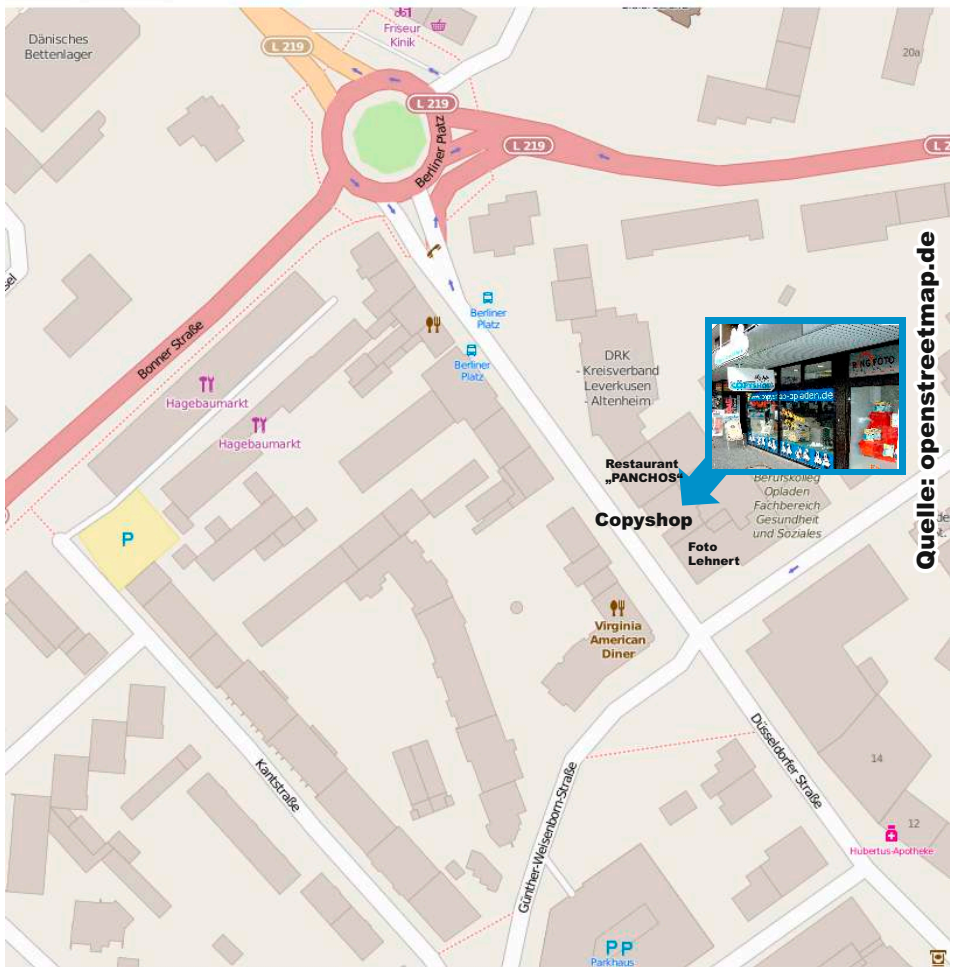 Dänisches
Bettenlager
Friseur
Kinik
L 219
L 219
L 219
20a
Berliner Platz
Bonner Straße
Berliner
Platz
Berliner
Platz
Hagebaumarkt
Hagebaumarkt
DRK
- Kreisverband
Leverkusen
- Altenheim
Quelle: openstreetmap.de
Restaurant
„PANCHOS“
Copyshop
Foto
Lehnert
Berufskolleg
Opladen
Fachbereich
Gesundheit
und Soziales
P
Virginia
American
Diner
Kantstraße
Günther-Weisenborn-Straße
Düsseldorfer Straße
14
12
Hubertus-Apotheke
P P
Parkhaus